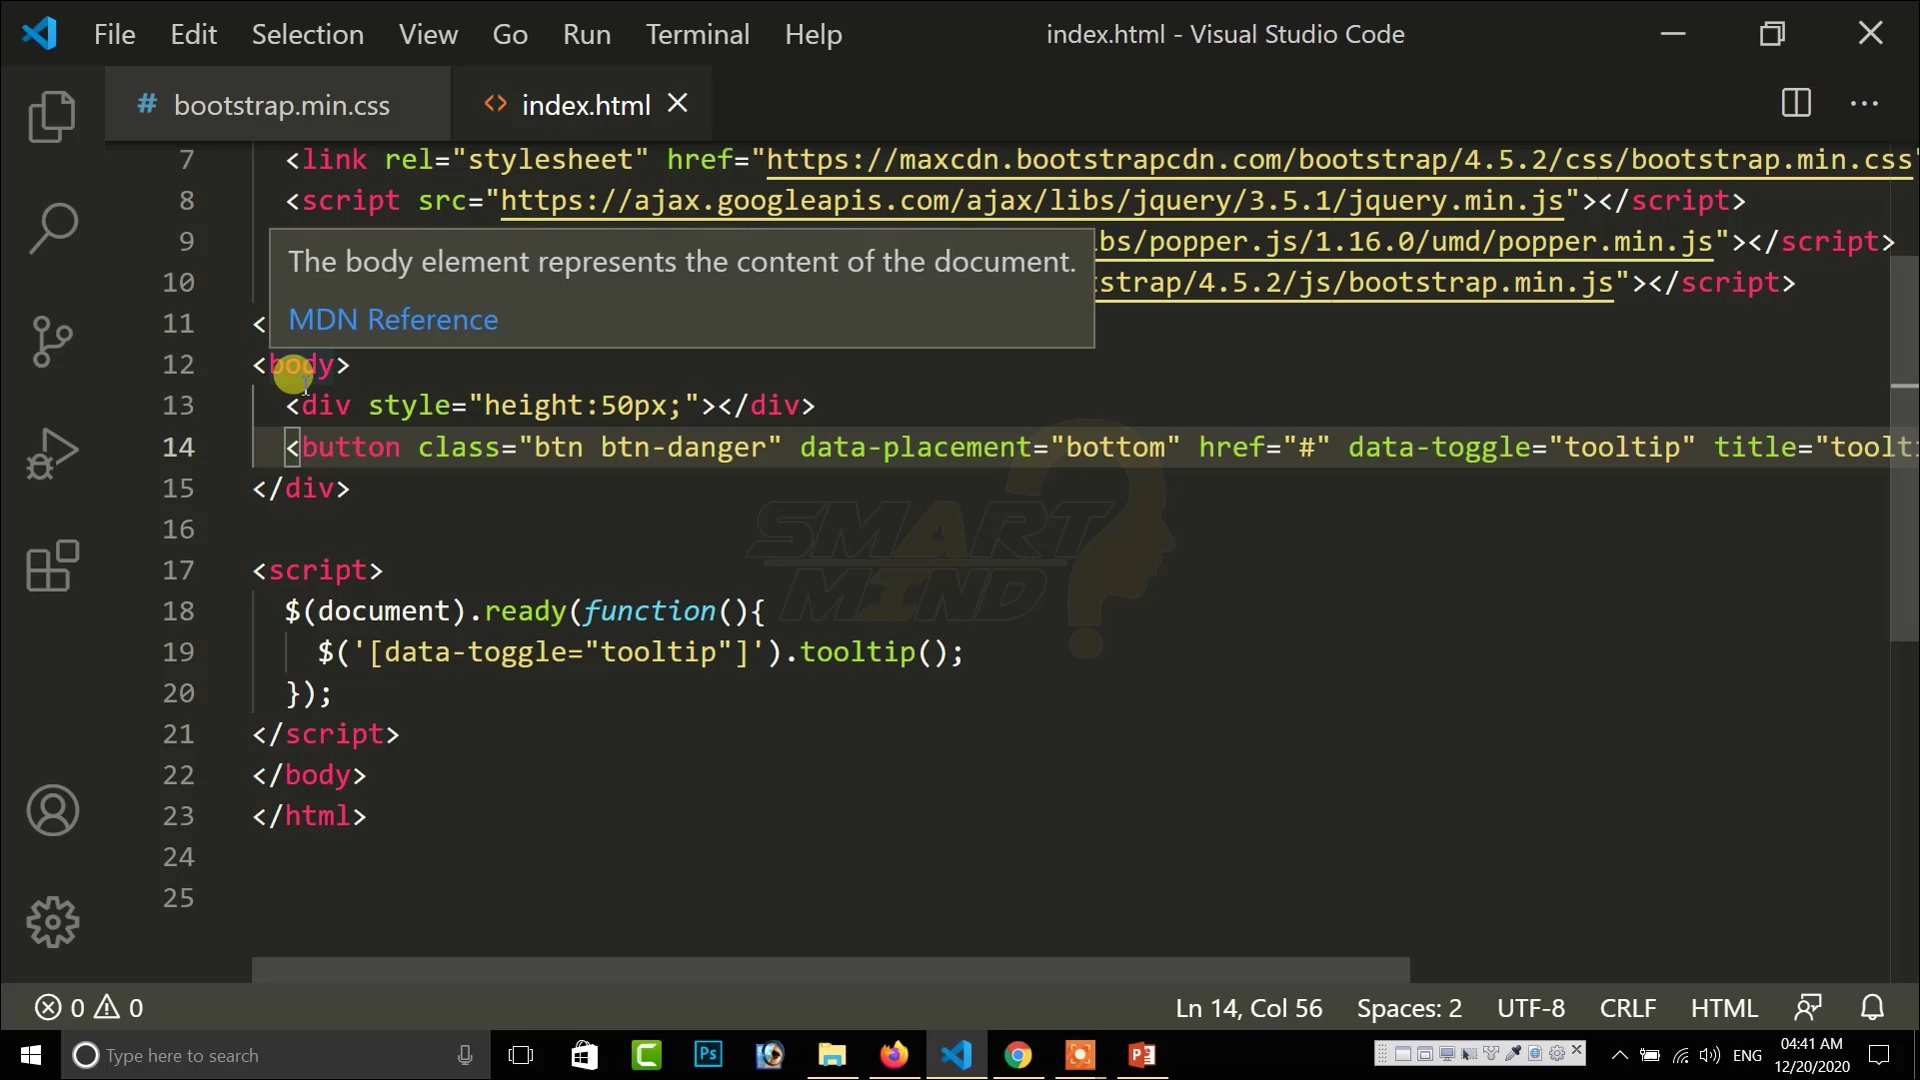 File Edit Selection View Go Run Terminal Help index.html - Visual Studio Code
# bootstrap.min.css <> index.html
7 <link rel="stylesheet" href="https://maxcdn.bootstrapcdn.com/bootstrap/4.5.2/css/bootstrap.min.css"
8 <script src="https://ajax.googleapis.com/ajax/libs/jquery/3.5.1/jquery.min.js"></script>
9 bs/popper.js/1.16.0/umd/popper.min.js"></script>
The body element represents the content of the document.
10 strap/4.5.2/js/bootstrap.min.js"></script>
MDN Reference
11 <
12 <body>
13 <div style="height:50px;"></div>
14 <button class="btn btn-danger" data-placement="bottom" href="#" data-toggle="tooltip" title="toolti
15 </div>
16
SMART
MIND
17 <script>
18 $(document).ready(function(){
19 $('[data-toggle="tooltip"]').tooltip();
20 });
21 </script>
22 </body>
23 </html>
24
25
0 0 Ln 14, Col 56 Spaces: 2 UTF-8 CRLF HTML
Type here to search
ENG
04:41 AM
12/20/2020